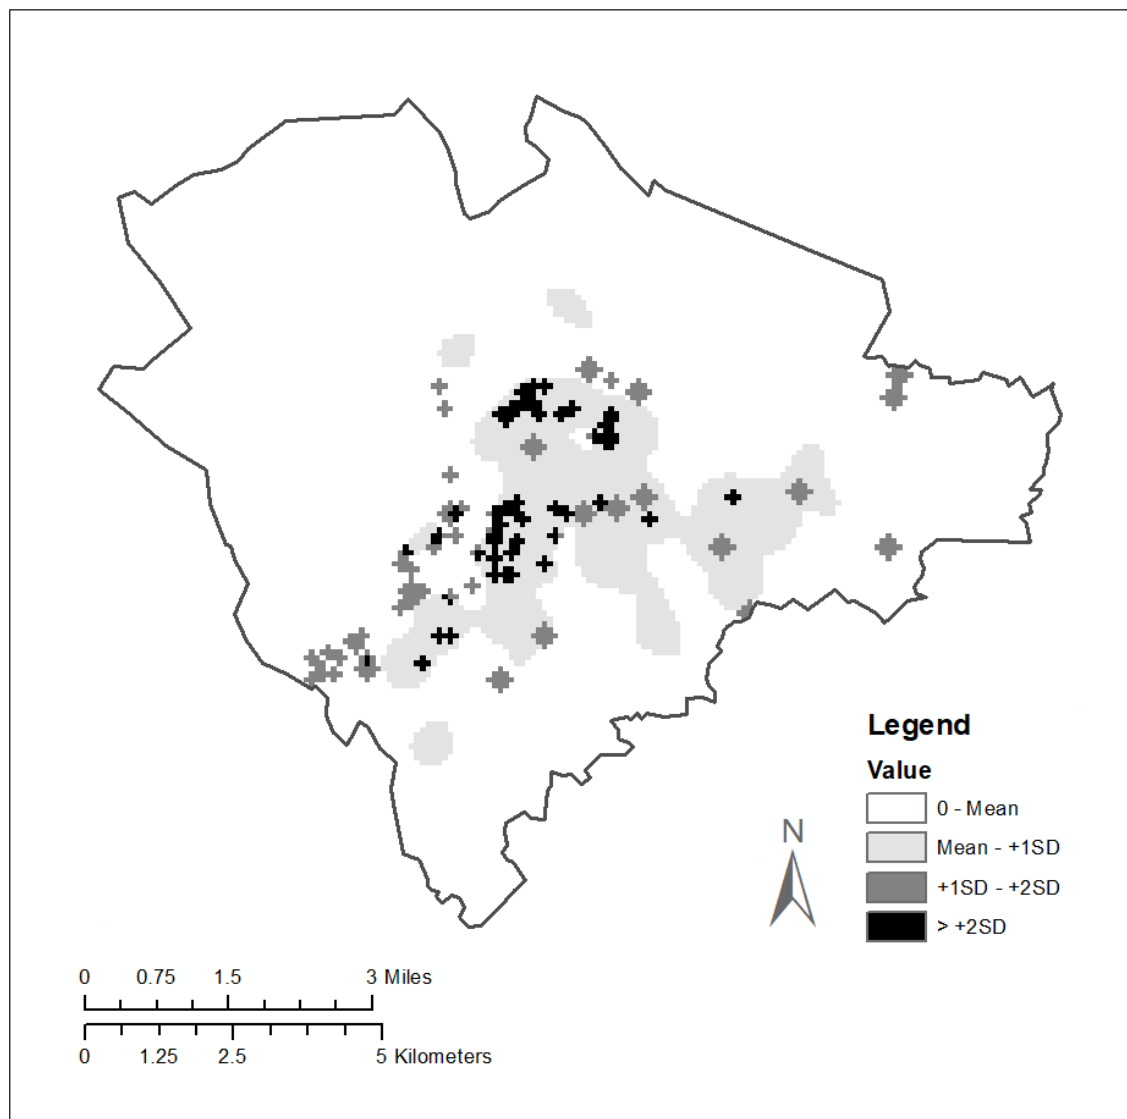 Legend
Value
0 - Mean
Mean - +1SD
+1SD - +2SD
> +2SD
N
0 0.75 1.5 3 Miles
0 1.25 2.5 5 Kilometers